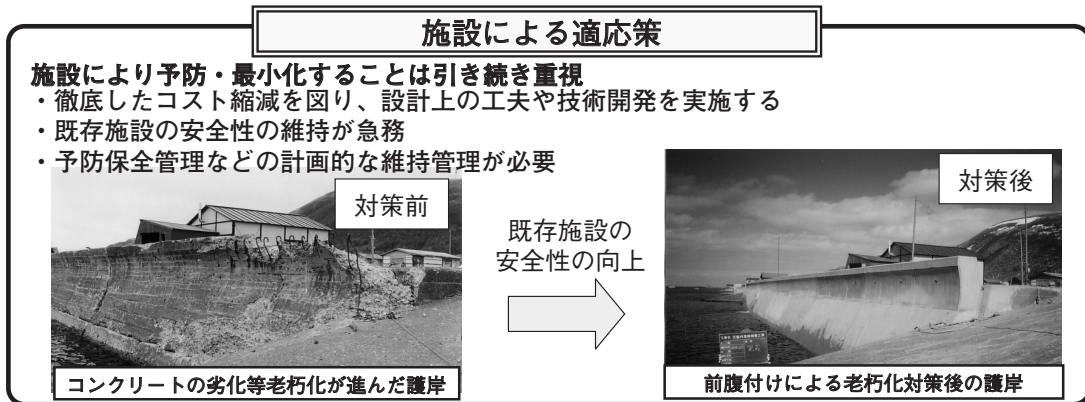 施設による適応策
施設により予防・最小化することは引き続き重視
・徹底したコスト縮減を図り、設計上の工夫や技術開発を実施する
・既存施設の安全性の維持が急務
・予防保全管理などの計画的な維持管理が必要
対策前
既存施設の
安全性の向上
対策後
コンクリートの劣化等老朽化が進んだ護岸
前腹付けによる老朽化対策後の護岸